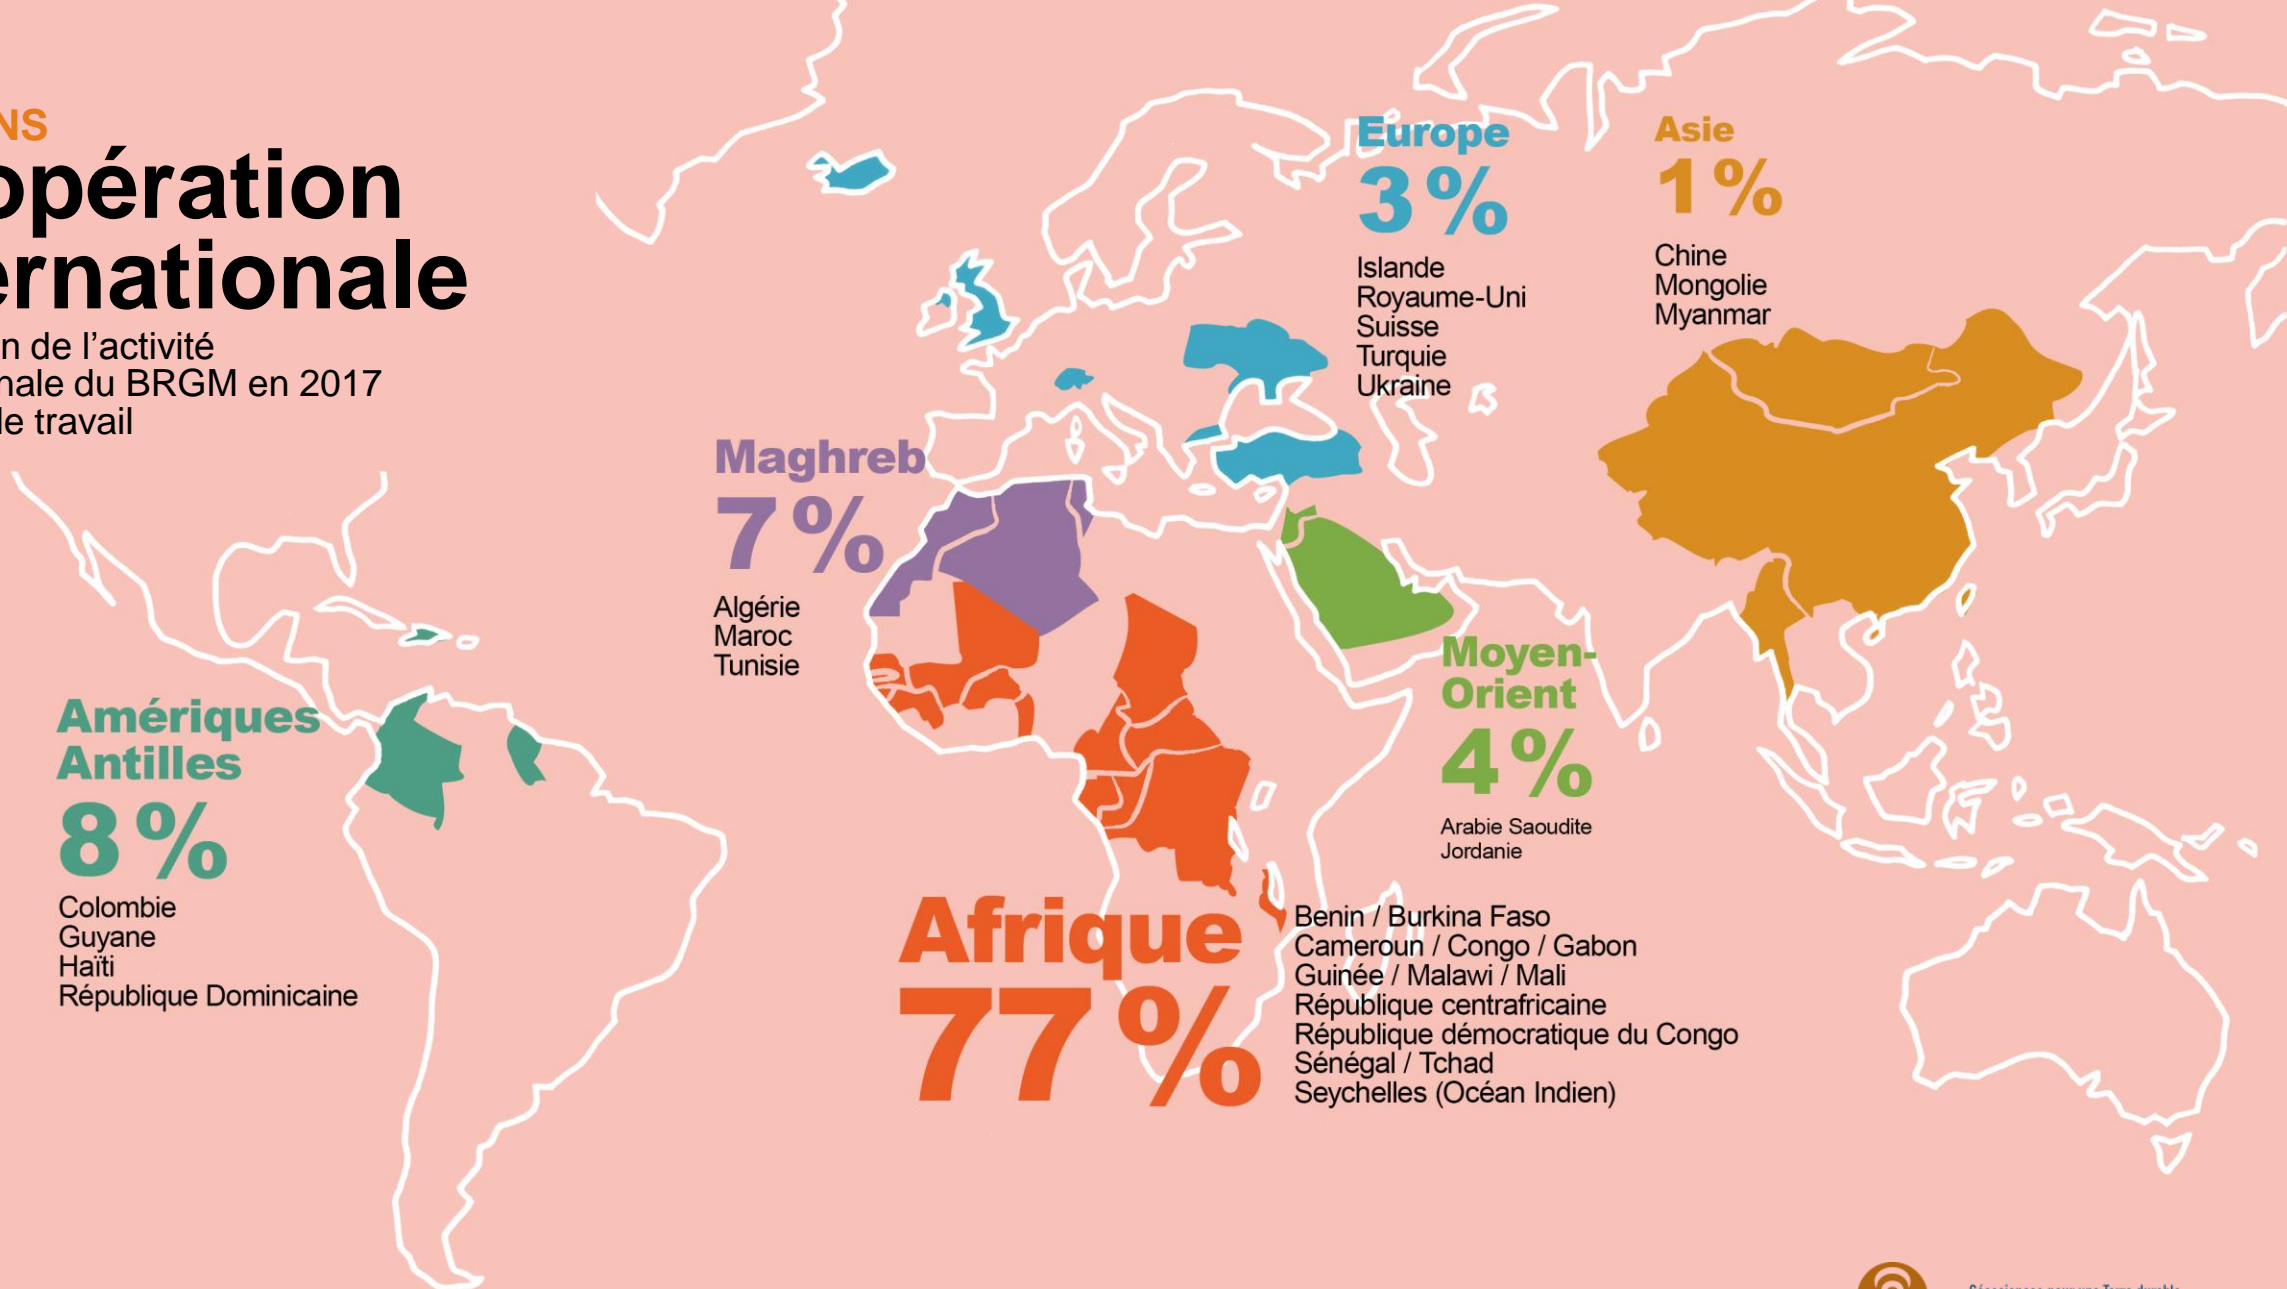 NS
opération
ernationale
n de l’activité
nale du BRGM en 2017
le travail
Europe
3%
Islande
Royaume-Uni
Suisse
Turquie
Ukraine
Asie
1%
Chine
Mongolie
Myanmar
Maghreb
7%
Algérie
Maroc
Tunisie
Moyen-
Orient
4%
Arabie Saoudite
Jordanie
Amériques
Antilles
8%
Colombie
Guyane
Haïti
République Dominicaine
Afrique
77%
Benin / Burkina Faso
Cameroun / Congo / Gabon
Guinée / Malawi / Mali
République centrafricaine
République démocratique du Congo
Sénégal / Tchad
Seychelles (Océan Indien)